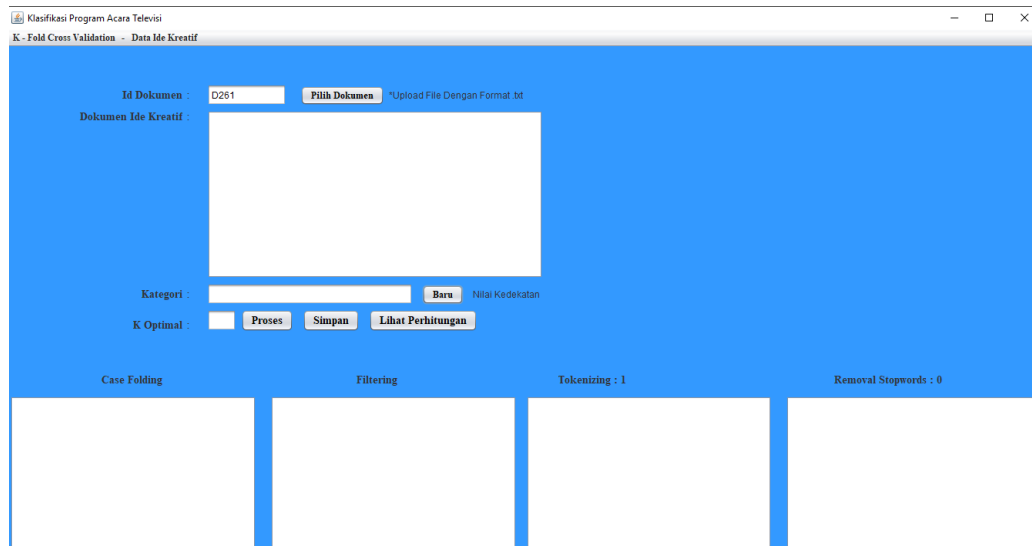 Klasifikasi Program Acara Televisi
K - Fold Cross Validation - Data Ide Kreatif
Id Dokumen : D261 Pilih Dokumen *Upload File Dengan Format .txt
Dokumen Ide Kreatif :
Kategori : Baru Nilai Kedekatan
K Optimal : Proses Simpan Lihat Perhitungan
Case Folding Filtering Tokenizing : 1 Removal Stopwords : 0